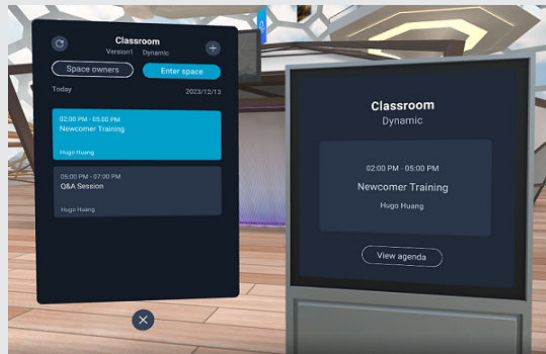 Classroom
Version1 Dynamic
Space owners
Enter space
Today
2023/12/13
02:00 PM - 05:00 PM
Newcomer Training
Hugo Huang
05:00 PM - 07:00 PM
Q&A Session
Hugo Huang
Classroom
Dynamic
02:00 PM - 05:00 PM
Newcomer Training
Hugo Huang
View agenda